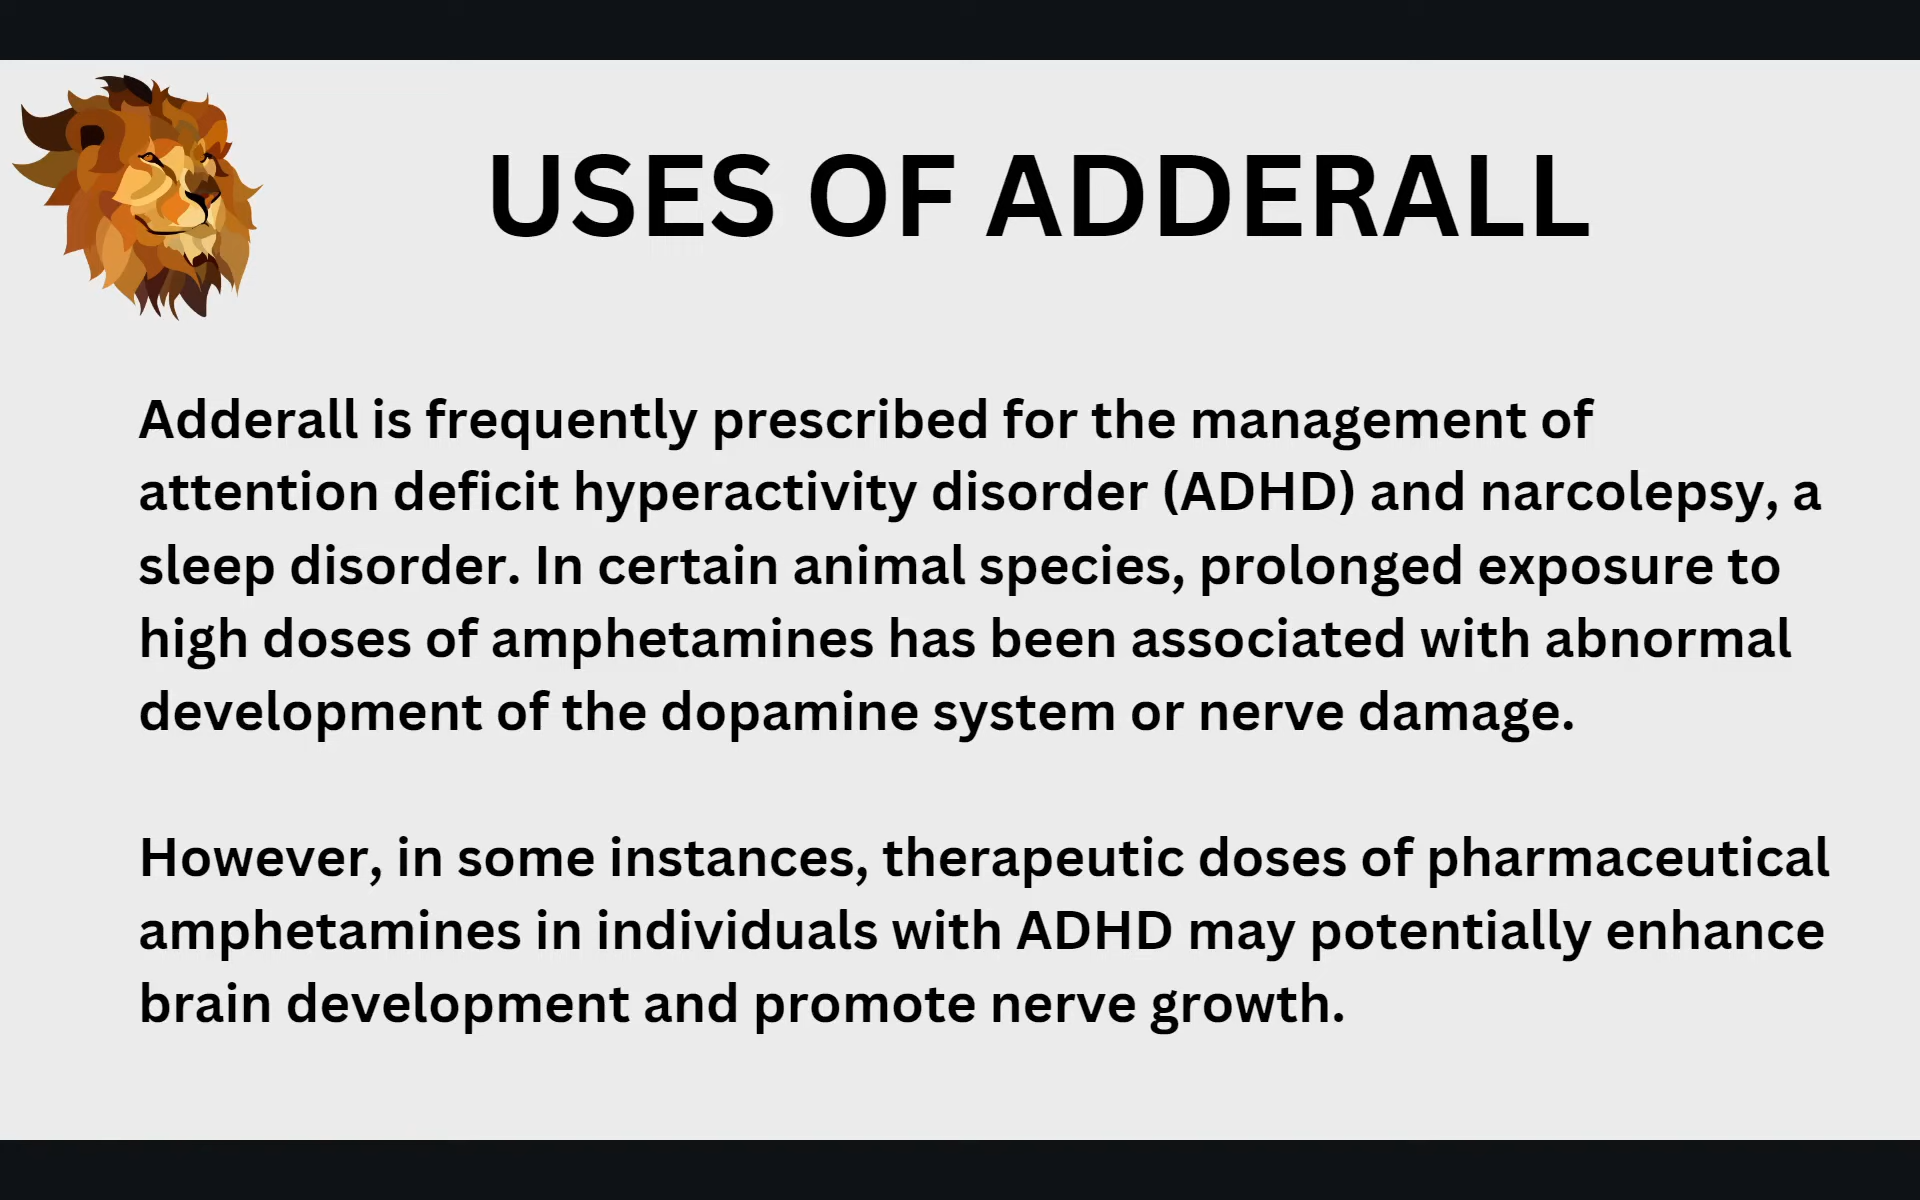 USES OF ADDERALL
Adderall is frequently prescribed for the management of
attention deficit hyperactivity disorder (ADHD) and narcolepsy, a
sleep disorder. In certain animal species, prolonged exposure to
high doses of amphetamines has been associated with abnormal
development of the dopamine system or nerve damage.
However, in some instances, therapeutic doses of pharmaceutical
amphetamines in individuals with ADHD may potentially enhance
brain development and promote nerve growth.